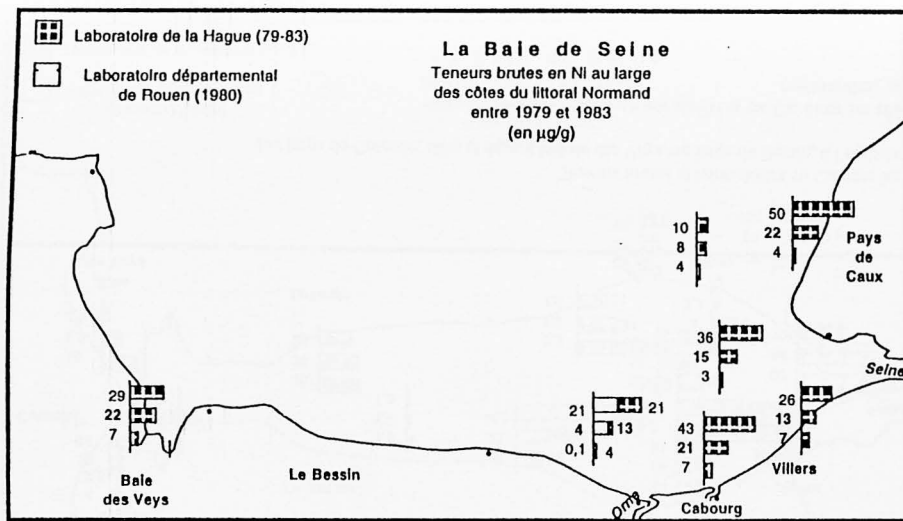 Laboratoire de la Hague (79-83)
Laboratoire départemental
de Rouen (1980)
La Baie de Seine
Teneurs brutes en Ni au large
des côtes du littoral Normand
entre 1979 et 1983
(en µg/g)
10
8
4
50
22
4
Pays
de
Caux
36
15
3
Seine
29
22
7
21 21
4 13
0,1 4
43
21
7
26
13
7
Villers
Baie
des Veys
Le Bessin
Orne
Cabourg